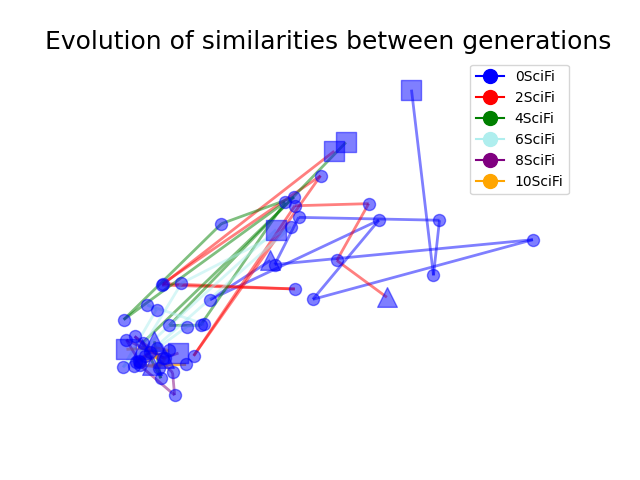 Evolution of similarities between generations
0SciFi
2SciFi
4SciFi
6SciFi
8SciFi
10SciFi